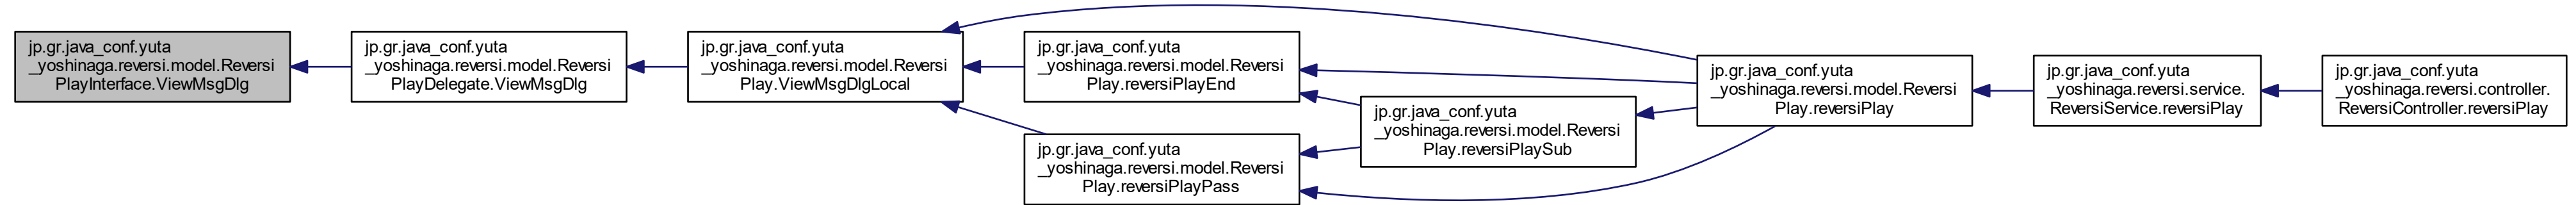 jp.gr.java_conf.yuta
_yoshinaga.reversi.model.Reversi
PlayInterface.ViewMsgDlg
jp.gr.java_conf.yuta
_yoshinaga.reversi.model.Reversi
PlayDelegate.ViewMsgDlg
jp.gr.java_conf.yuta
_yoshinaga.reversi.model.Reversi
Play.ViewMsgDlgLocal
jp.gr.java_conf.yuta
_yoshinaga.reversi.model.Reversi
Play.reversiPlayEnd
jp.gr.java_conf.yuta
_yoshinaga.reversi.model.Reversi
Play.reversiPlayPass
jp.gr.java_conf.yuta
_yoshinaga.reversi.model.Reversi
Play.reversiPlaySub
jp.gr.java_conf.yuta
_yoshinaga.reversi.model.Reversi
Play.reversiPlay
jp.gr.java_conf.yuta
_yoshinaga.reversi.service.
ReversiService.reversiPlay
jp.gr.java_conf.yuta
_yoshinaga.reversi.controller.
ReversiController.reversiPlay